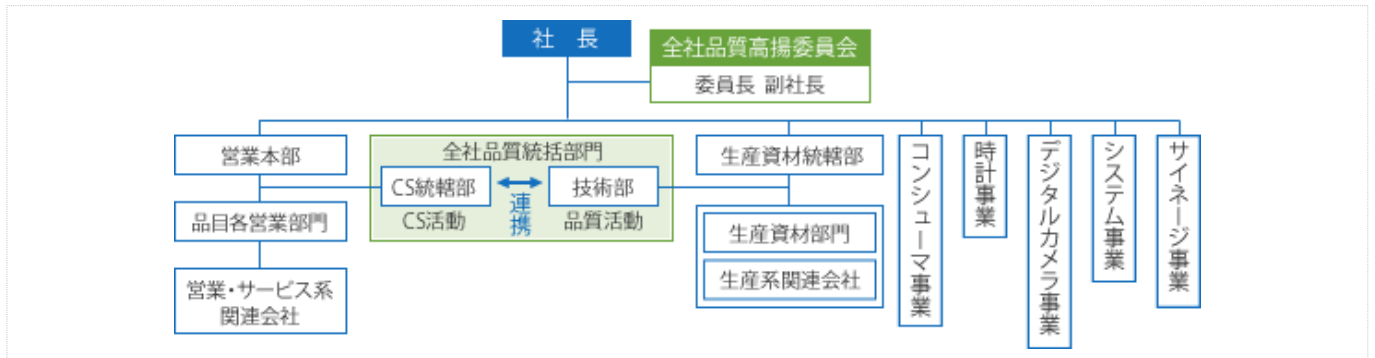 社　長
全社品質高揚委員会
委員長 副社長
営業本部
品目各営業部門
営業・サービス系
関連会社
全社品質統括部門
CS統轄部
CS活動
連携
技術部
品質活動
生産資材統轄部
生産資材部門
生産系関連会社
コンシューマ事業
時計事業
デジタルカメラ事業
システム事業
サイネージ事業